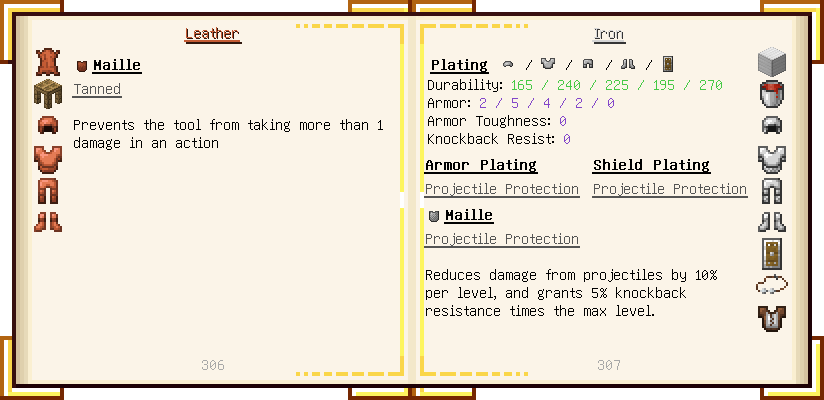 Leather
Maille
Tanned
Prevents the tool from taking more than 1
damage in an action
306
Iron
Plating / / / /
Durability: 165 / 240 / 225 / 195 / 270
Armor: 2 / 5 / 4 / 2 / 0
Armor Toughness: 0
Knockback Resist: 0
Armor Plating Shield Plating
Projectile Protection Projectile Protection
Maille
Projectile Protection
Reduces damage from projectiles by 10%
per level, and grants 5% knockback
resistance times the max level.
307